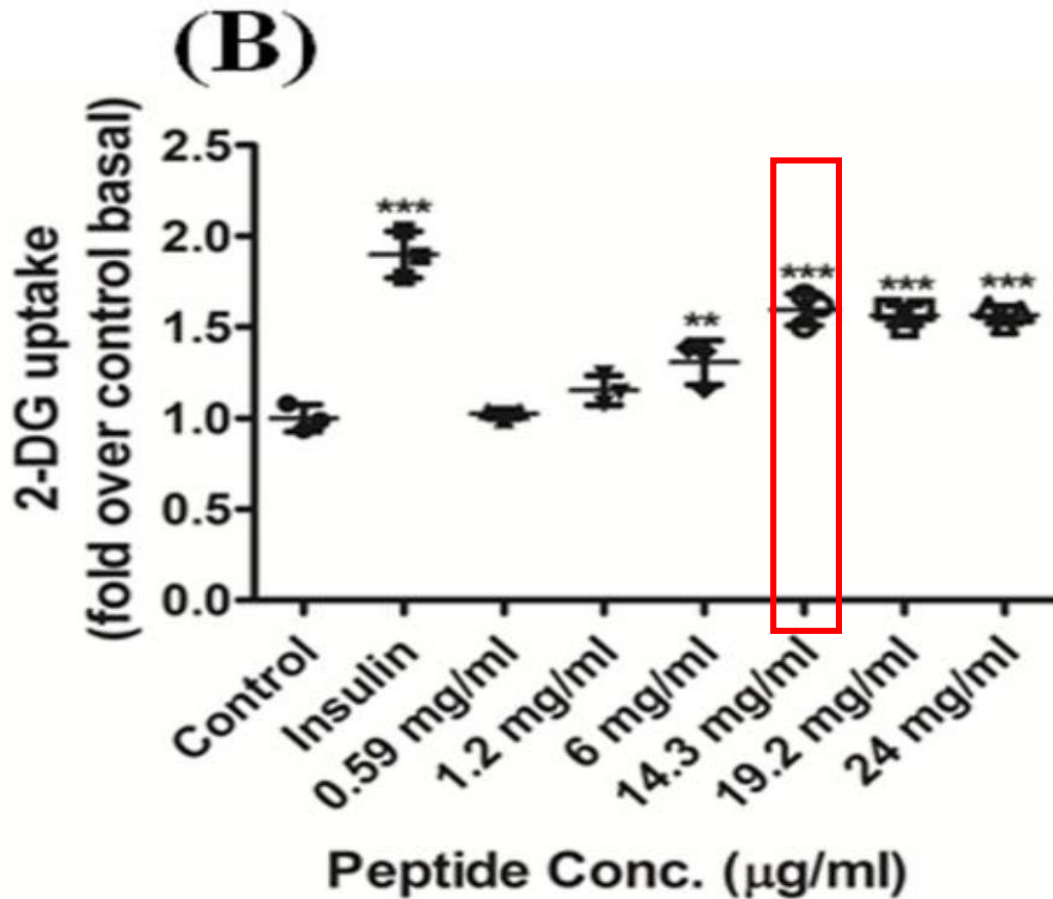 (B)
2-DG uptake
(fold over control basal)
2.5
2.0
1.5
1.0
0.5
0.0
***
**
***
***
***
Control
Insulin
0.59 mg/ml
1.2 mg/ml
6 mg/ml
14.3 mg/ml
19.2 mg/ml
24 mg/ml
Peptide Conc. (μg/ml)